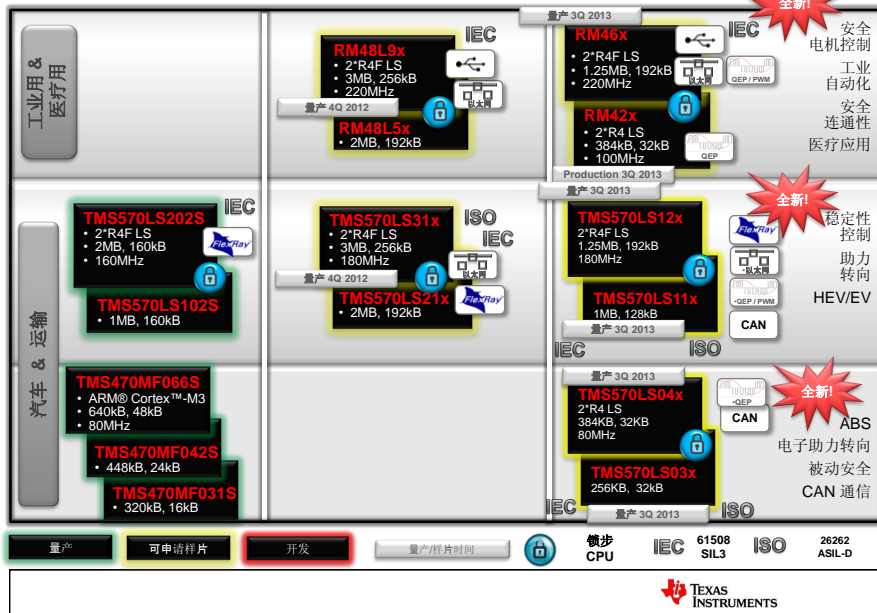 工业用 &
医疗用
RM48L9x
• 2*R4F LS
• 3MB, 256kB
• 220MHz
IEC
以太网
量产 4Q 2012
RM48L5x
• 2MB, 192kB
量产 3Q 2013
RM46x
• 2*R4F LS
• 1.25MB, 192kB
• 220MHz
IEC
以太网
QEP / PWM
RM42x
• 2*R4 LS
• 384kB, 32kB
• 100MHz
QEP
Production 3Q 2013
全新!
安全
电机控制
工业
自动化
安全
连通性
医疗应用
汽车 & 运输
TMS570LS202S
• 2*R4F LS
• 2MB, 160kB
• 160MHz
IEC
FlexRay
TMS570LS102S
• 1MB, 160kB
TMS570LS31x
• 2*R4F LS
• 3MB, 256kB
• 180MHz
ISO
IEC
以太网
量产 4Q 2012
TMS570LS21x
• 2MB, 192kB
FlexRay
量产 3Q 2013
TMS570LS12x
2*R4F LS
1.25MB, 192kB
180MHz
FlexRay
•以太网
•QEP / PWM
CAN
TMS570LS11x
1MB, 128kB
量产 3Q 2013
IEC
ISO
全新!
稳定性
控制
助力
转向
HEV/EV
TMS470MF066S
• ARM® Cortex™-M3
• 640kB, 48kB
• 80MHz
TMS470MF042S
• 448kB, 24kB
TMS470MF031S
• 320kB, 16kB
量产 3Q 2013
TMS570LS04x
2*R4 LS
384KB, 32KB
80MHz
•QEP
CAN
TMS570LS03x
256KB, 32kB
IEC
量产 3Q 2013
ISO
全新!
ABS
电子助力转向
被动安全
CAN 通信
量产
可申请样片
开发
量产/样片时间
锁步
CPU
IEC
61508
SIL3
ISO
26262
ASIL-D
TEXAS
INSTRUMENTS